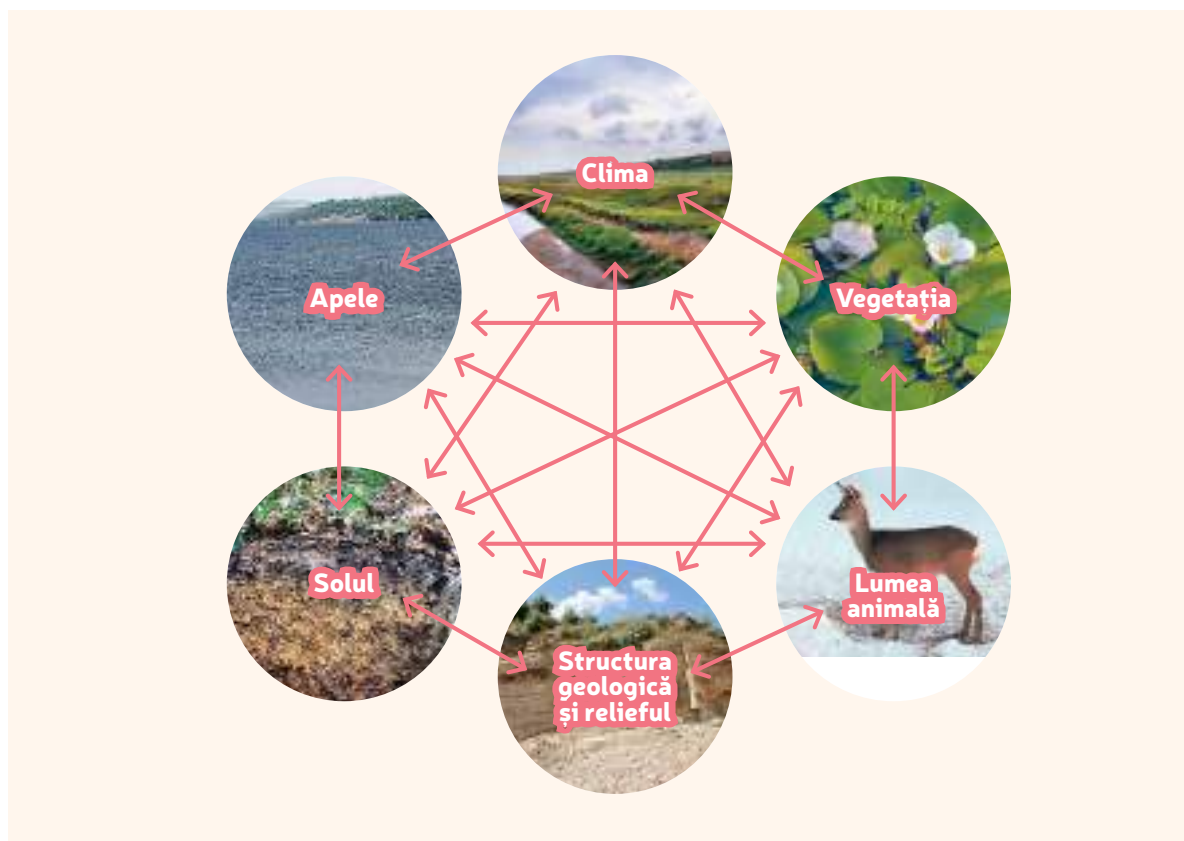 Clima
Apele
Vegetația
Solul
Lumea
animală
Structura
geologică
și relieful